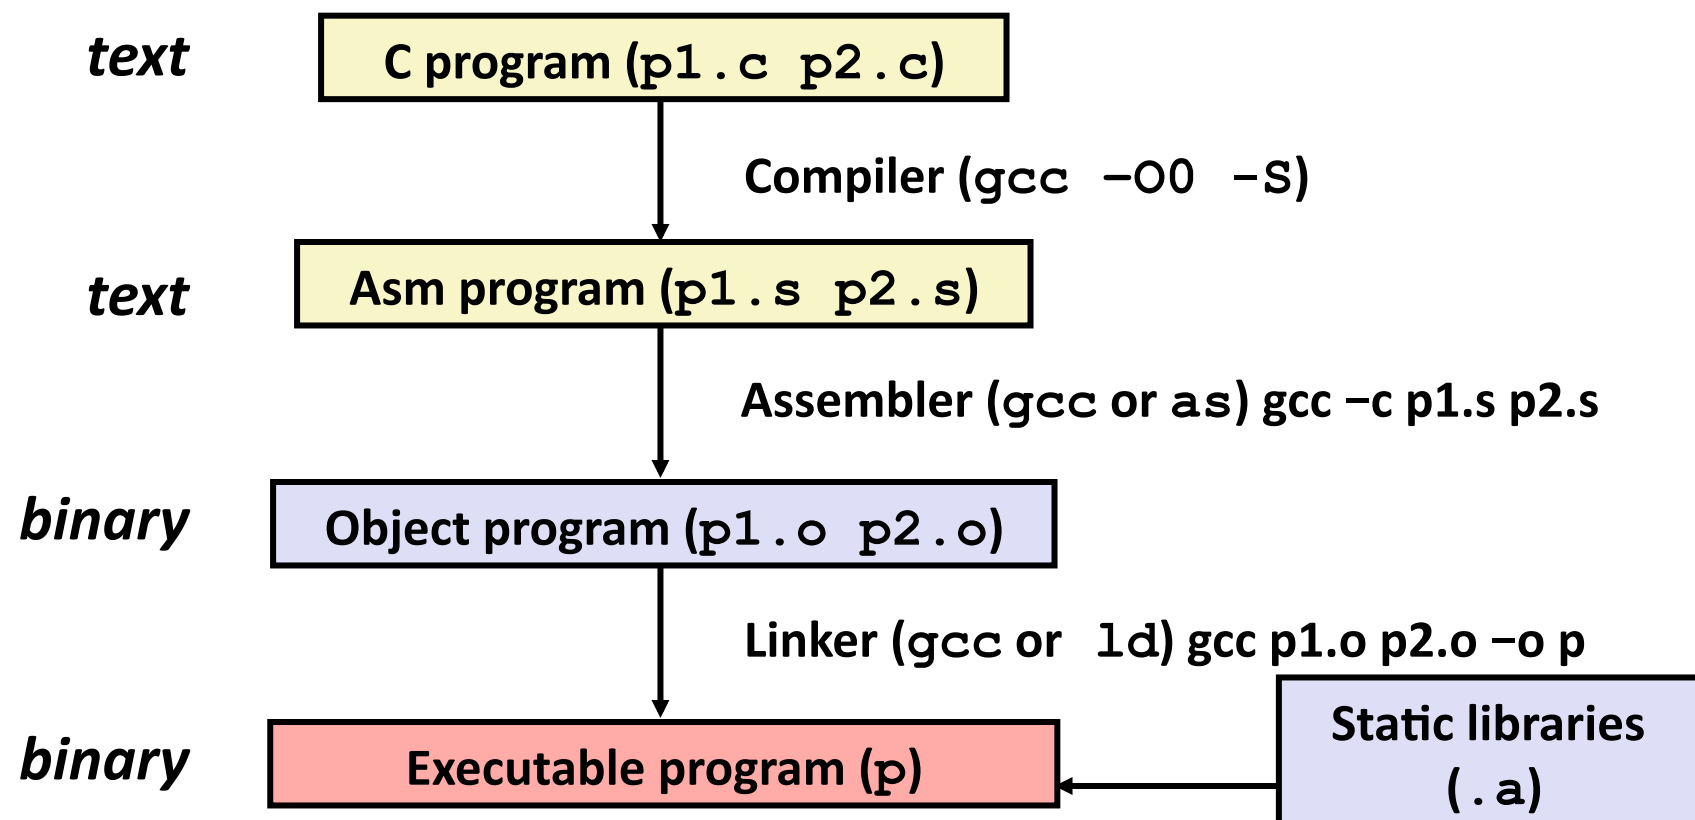 text
C program (p1.c p2.c)
Compiler (gcc –O0 -S)
text
Asm program (p1.s p2.s)
Assembler (gcc or as) gcc –c p1.s p2.s
binary
Object program (p1.o p2.o)
Linker (gcc or ld) gcc p1.o p2.o –o p
binary
Executable program (p)
Static libraries
(.a)